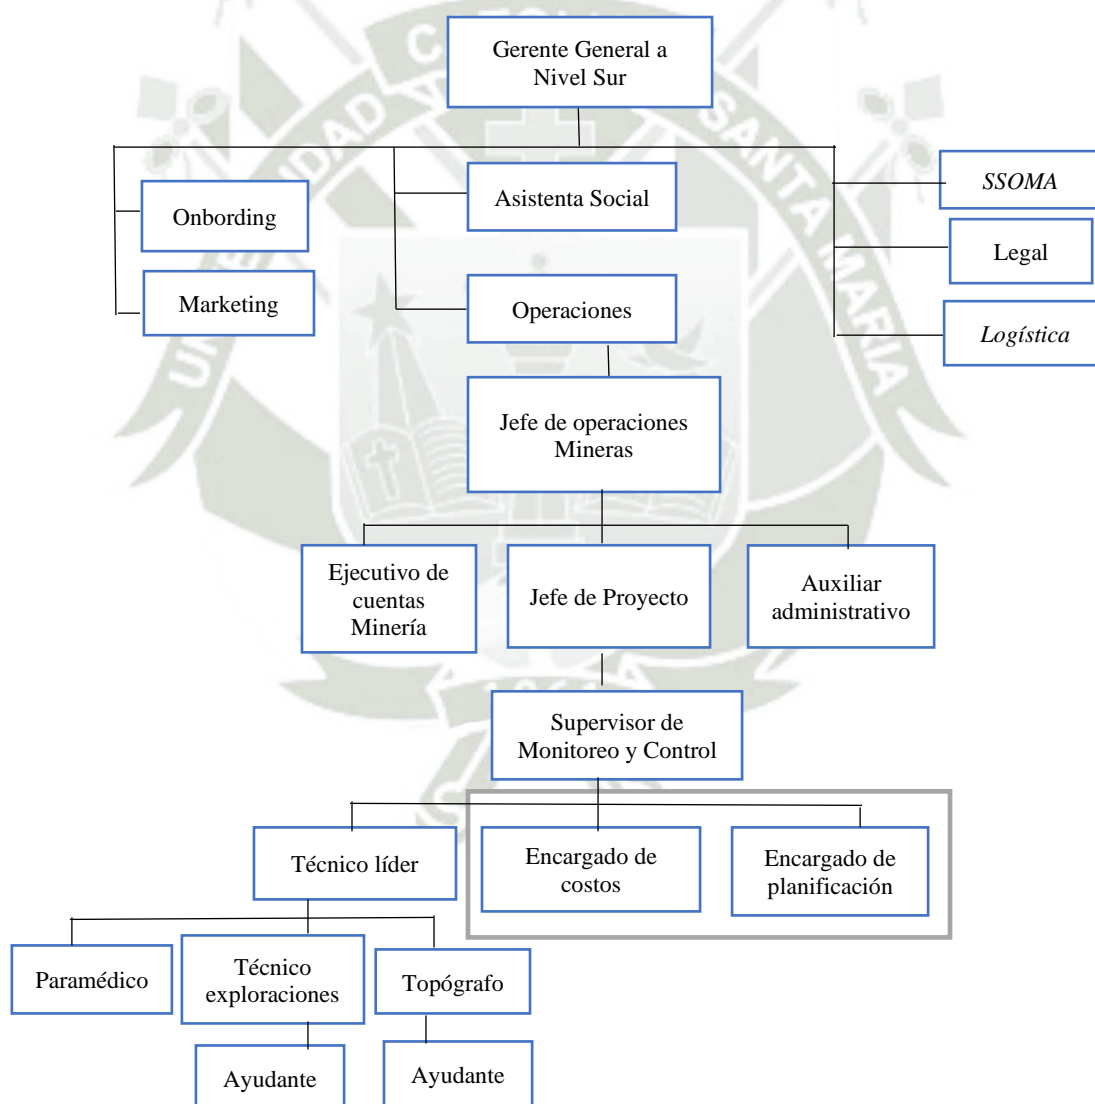 Gerente General a
Nivel Sur
Onbording
Asistenta Social
SSOMA
Legal
Marketing
Operaciones
Logística
Jefe de operaciones
Mineras
Ejecutivo de
cuentas
Minería
Jefe de Proyecto
Auxiliar
administrativo
Supervisor de
Monitoreo y Control
Técnico líder
Encargado de
costos
Encargado de
planificación
Paramédico
Técnico
exploraciones
Topógrafo
Ayudante
Ayudante
SANTA MARIA